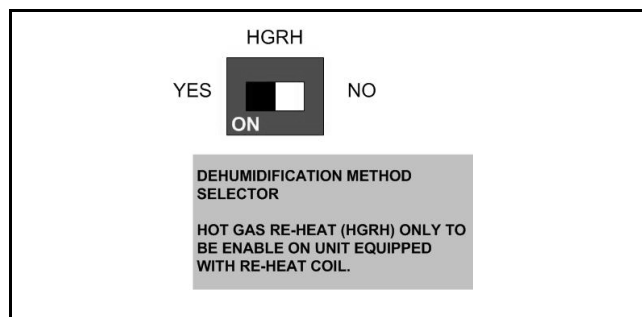 HGRH
YES NO
ON
DEHUMIDIFICATION METHOD
SELECTOR
HOT GAS RE-HEAT (HGRH) ONLY TO
BE ENABLE ON UNIT EQUIPPED
WITH RE-HEAT COIL.